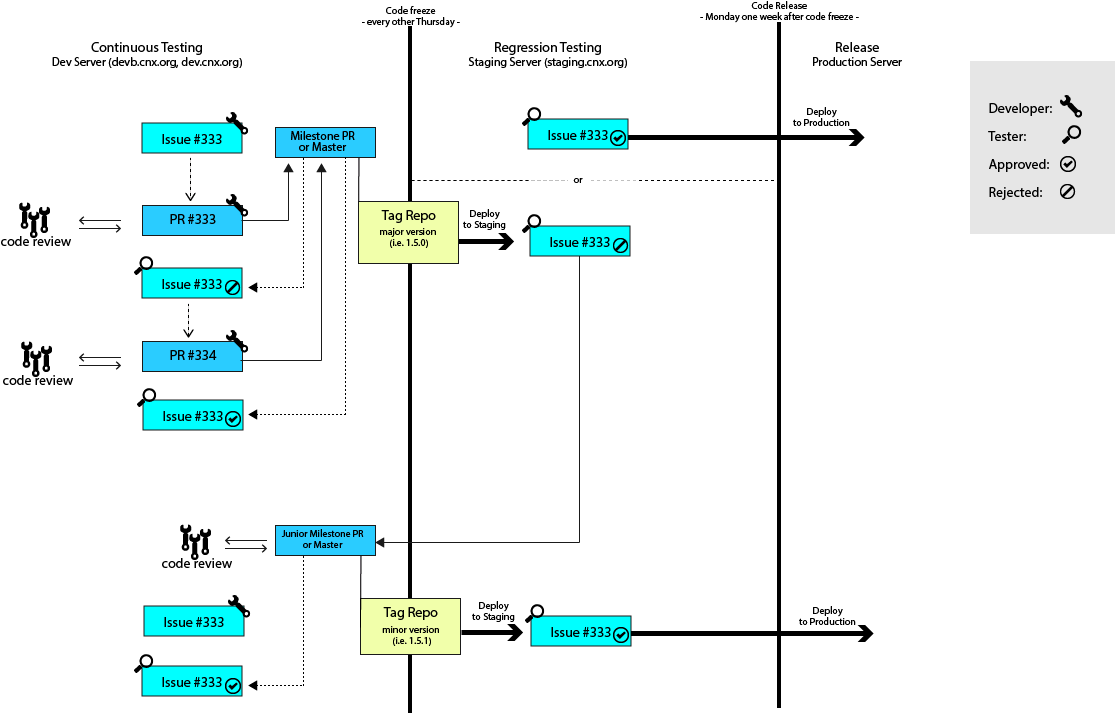 Code freeze
- every other Thursday -
Code Release
- Monday one week after code freeze -
Continuous Testing
Dev Server (devb.cnx.org, dev.cnx.org)
Regression Testing
Staging Server (staging.cnx.org)
Release
Production Server
Developer:
Tester:
Approved:
Rejected:
Issue #333
Milestone PR
or Master
Issue #333
Deploy
to Production
or
PR #333
code review
Tag Repo
major version
(i.e. 1.5.0)
Deploy
to Staging
Issue #333
Issue #333
PR #334
code review
Issue #333
Junior Milestone PR
or Master
code review
Issue #333
Tag Repo
minor version
(i.e. 1.5.1)
Deploy
to Staging
Issue #333
Deploy
to Production
Issue #333